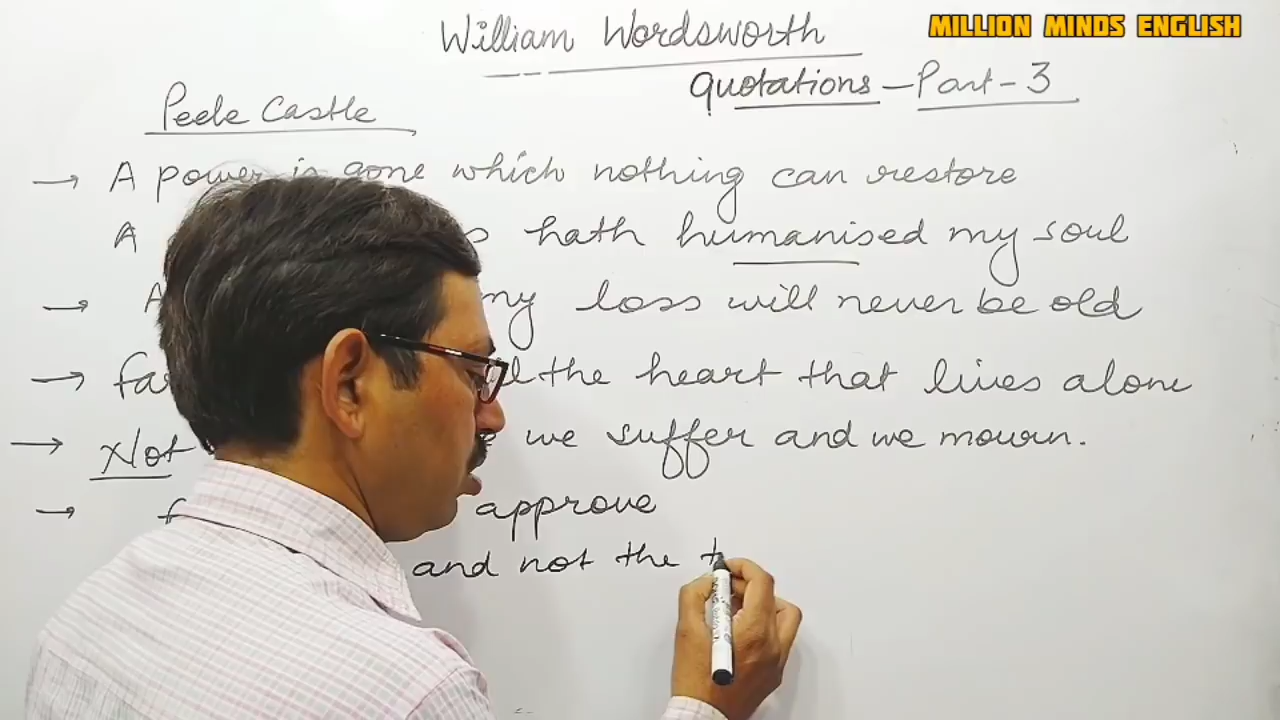 William Wordsworth
MILLION MINDS ENGLISH
Quotations - Part - 3
Peele Castle
→ A power is gone which nothing can restore
A hath humanised my soul
→ my loss will never be old
→ the heart that lives alone
→ Not we suffer and we mourn.
→ approve
and not the t